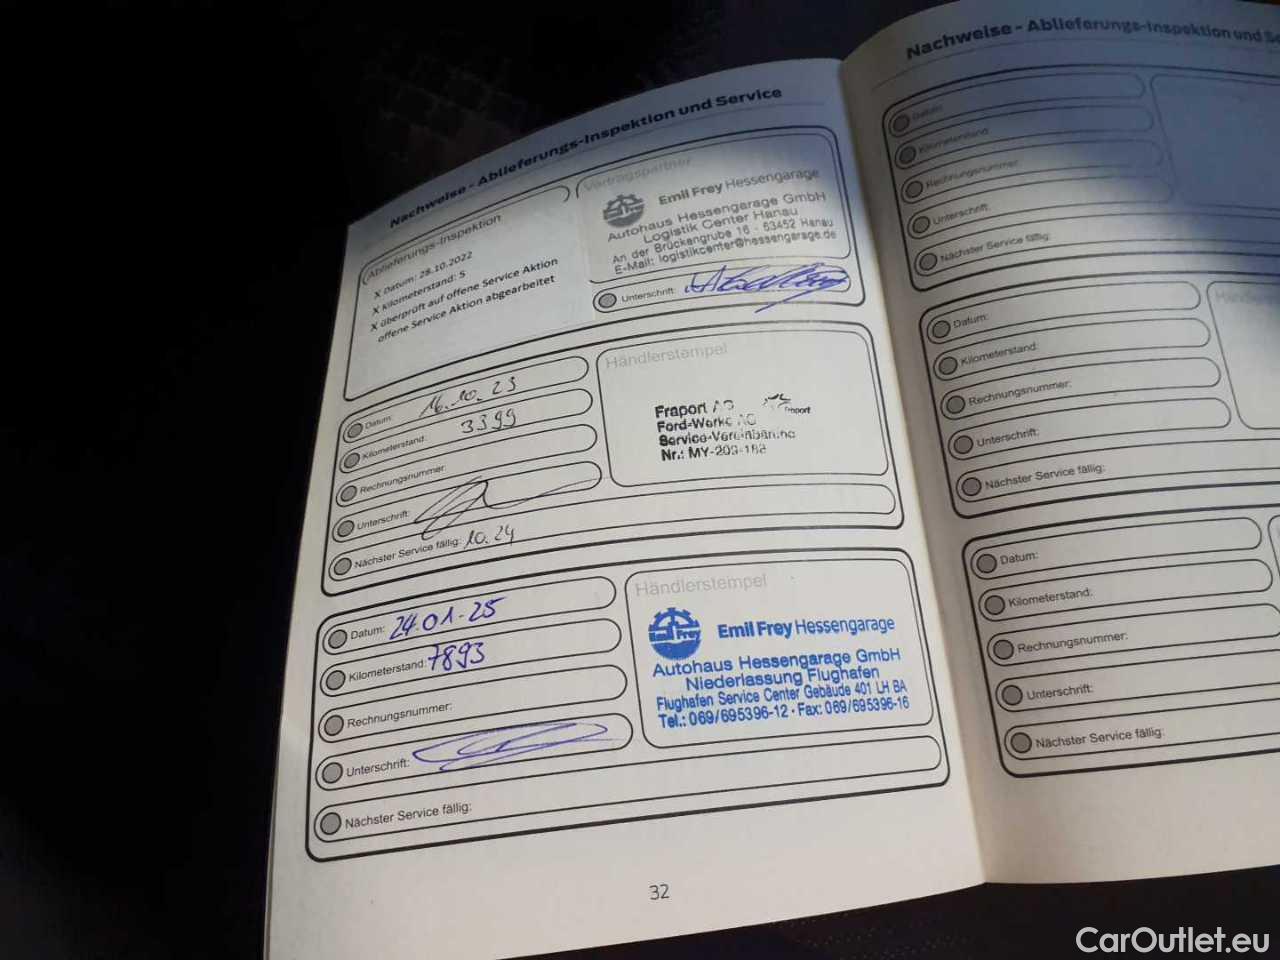 Nachweise - Ablieferungs-Inspektion und Service
Ablieferungs-Inspektion
X Datum: 28.10.2022
X Kilometerstand: 5
X überprüft auf offene Service Aktion
offene Service Aktion abgearbeitet
Vertragspartner
Emil Frey Hessengarage
Autohaus Hessengarage GmbH
Logistik Center Hanau
An der Brückengrube 16 - 63452 Hanau
E-Mail: logistikcenter@hessengarage.de
Unterschrift:
Datum: 16.10.23
Kilometerstand: 3399
Rechnungsnummer:
Unterschrift:
Nächster Service fällig: 10.24
Händlerstempel
Fraport AG
Fraport
Ford-Werke AG
Service-Vereinbarung
Nr.: MY-209-188
Datum: 24.01.25
Kilometerstand: 7893
Rechnungsnummer:
Unterschrift:
Nächster Service fällig:
Händlerstempel
Emil Frey
Emil Frey Hessengarage
Autohaus Hessengarage GmbH
Niederlassung Flughafen
Flughafen Service Center Gebäude 401 LH BA
Tel.: 069/695396-12 · Fax: 069/695396-16
32
Nachweise - Ablieferungs-Inspektion und
Datum:
Kilometerstand:
Rechnungsnummer:
Unterschrift:
Nächster Service fällig:
Datum:
Kilometerstand:
Rechnungsnummer:
Unterschrift:
Nächster Service fällig:
Datum:
Kilometerstand:
Rechnungsnummer:
Unterschrift:
Nächster Service fällig:
CarOutlet.eu